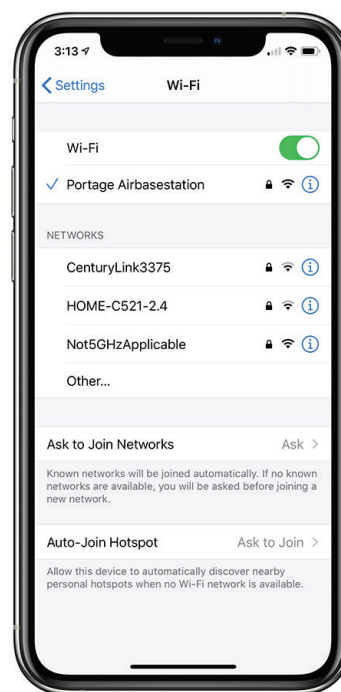 3:13
Settings
Wi-Fi
Wi-Fi
Portage Airbasestation
NETWORKS
CenturyLink3375
HOME-C521-2.4
Not5GHzApplicable
Other...
Ask to Join Networks Ask
Known networks will be joined automatically. If no known
networks are available, you will be asked before joining a
new network.
Auto-Join Hotspot Ask to Join
Allow this device to automatically discover nearby
personal hotspots when no Wi-Fi network is available.